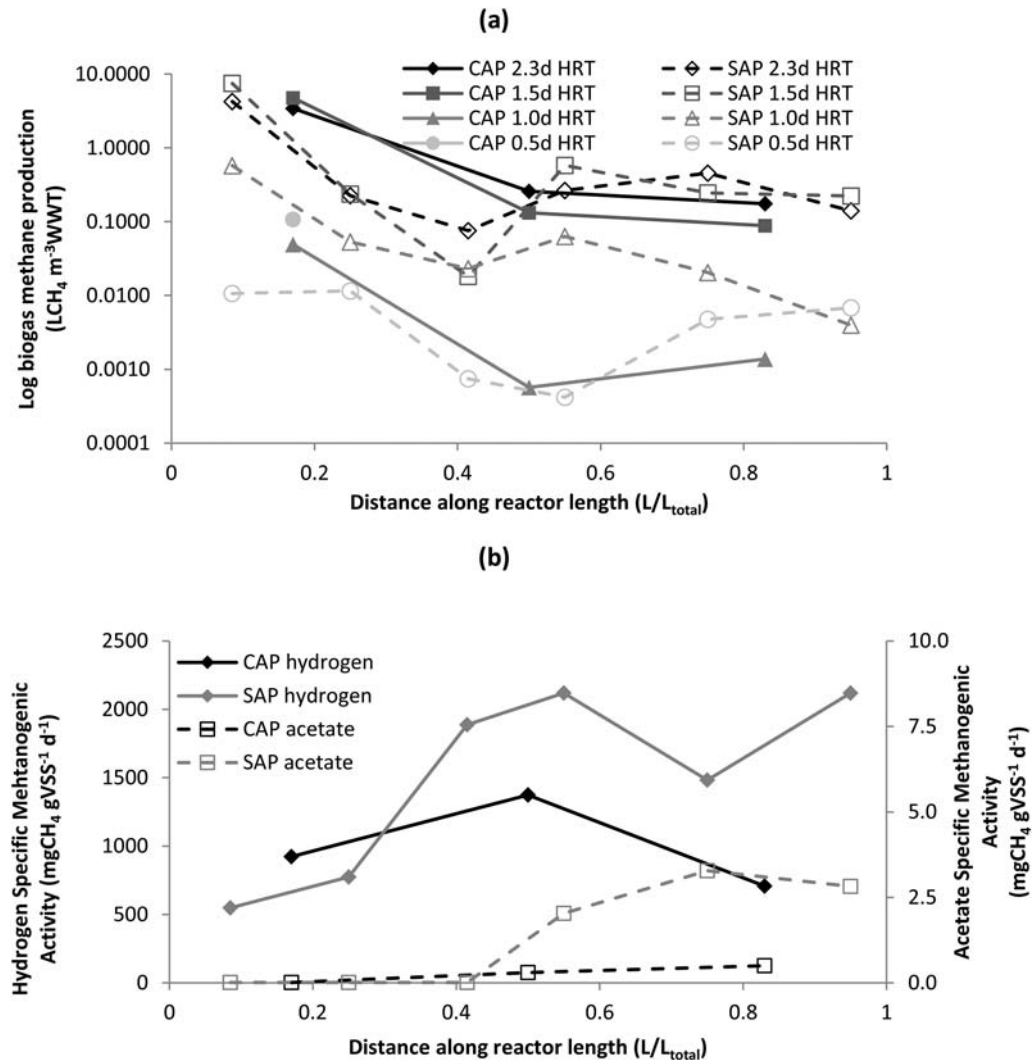 (a)
CAP 2.3d HRT
SAP 2.3d HRT
CAP 1.5d HRT
SAP 1.5d HRT
CAP 1.0d HRT
SAP 1.0d HRT
CAP 0.5d HRT
SAP 0.5d HRT
Log biogas methane production
(LCH₄ m⁻³WWT)
10.0000
1.0000
0.1000
0.0100
0.0010
0.0001
0 0.2 0.4 0.6 0.8 1
Distance along reactor length (L/Lₜₒₜₐₗ)
(b)
CAP hydrogen
SAP hydrogen
CAP acetate
SAP acetate
Hydrogen Specific Mehtanogenic
Activity (mgCH₄ gVSS⁻¹ d⁻¹)
2500
2000
1500
1000
500
0
10.0
7.5
5.0
2.5
0.0
Acetate Specific Methanogenic
Activity
(mgCH₄ gVSS⁻¹ d⁻¹)
0 0.2 0.4 0.6 0.8 1
Distance along reactor length (L/Lₜₒₜₐₗ)